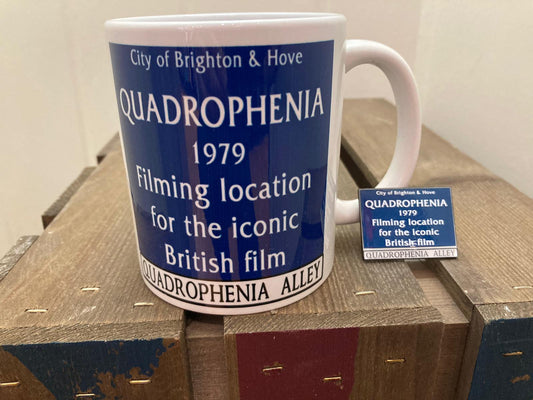 City of Brighton & Hove
QUADROPHENIA
1979
Filming location
for the iconic
British film
QUADROPHENIA ALLEY
City of Brighton & Hove
QUADROPHENIA
1979
Filming location
for the iconic
British film
QUADROPHENIA ALLEY